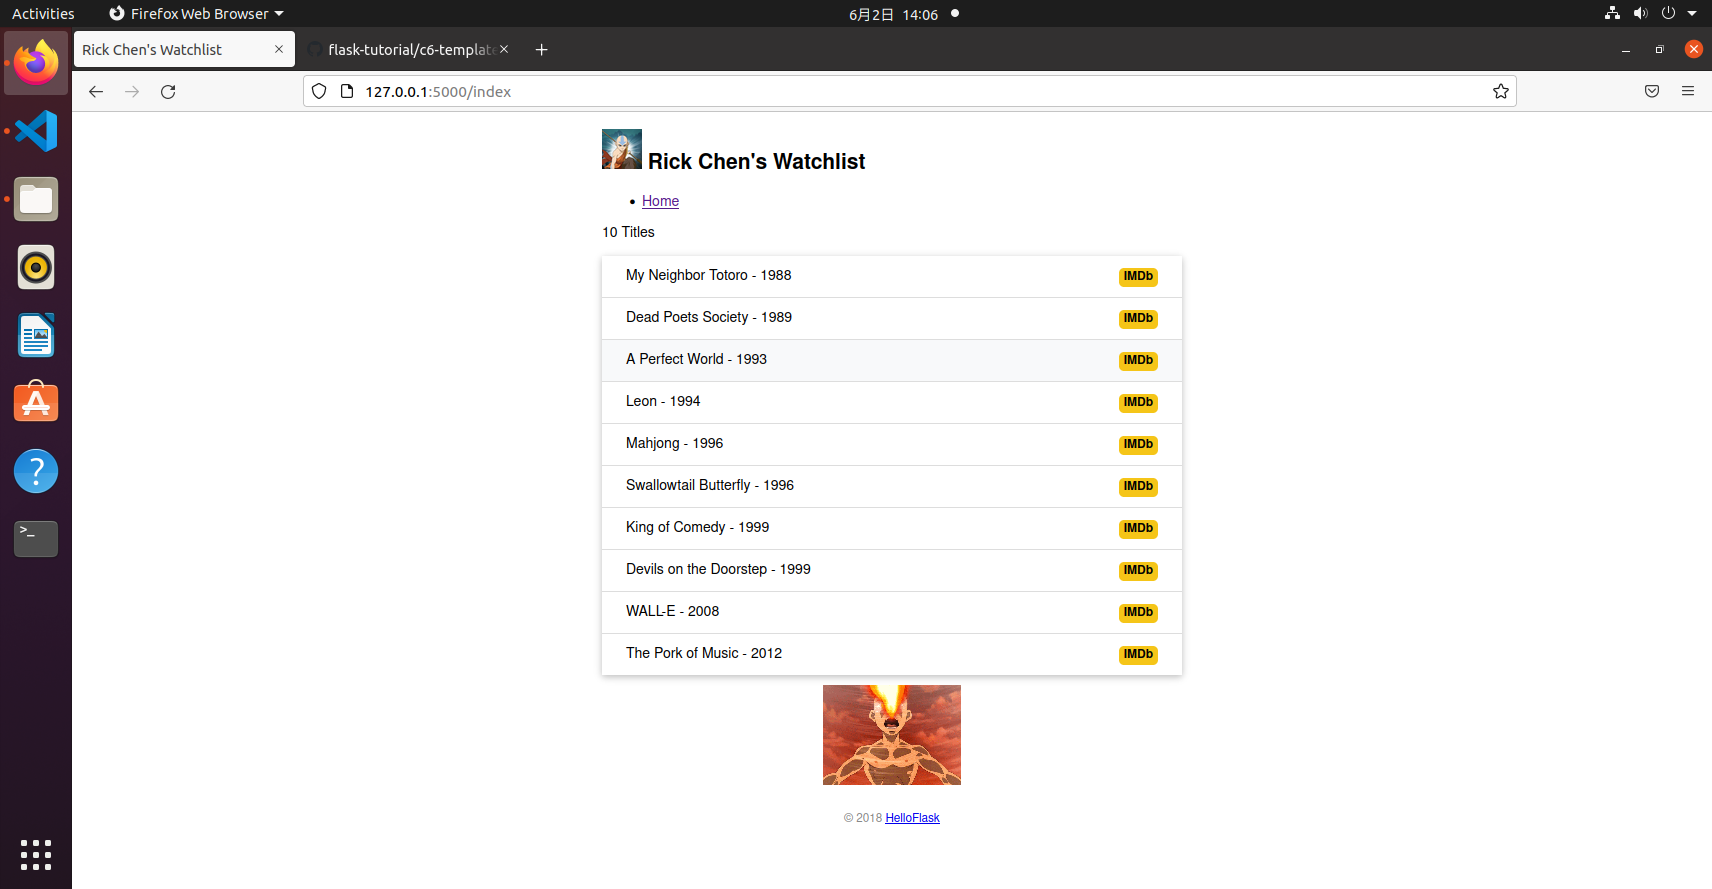 Activities
Firefox Web Browser
6月2日 14:06
Rick Chen's Watchlist
flask-tutorial/c6-template
127.0.0.1:5000/index
Rick Chen's Watchlist
Home
10 Titles
My Neighbor Totoro - 1988 IMDb
Dead Poets Society - 1989 IMDb
A Perfect World - 1993 IMDb
Leon - 1994 IMDb
Mahjong - 1996 IMDb
Swallowtail Butterfly - 1996 IMDb
King of Comedy - 1999 IMDb
Devils on the Doorstep - 1999 IMDb
WALL-E - 2008 IMDb
The Pork of Music - 2012 IMDb
© 2018 HelloFlask